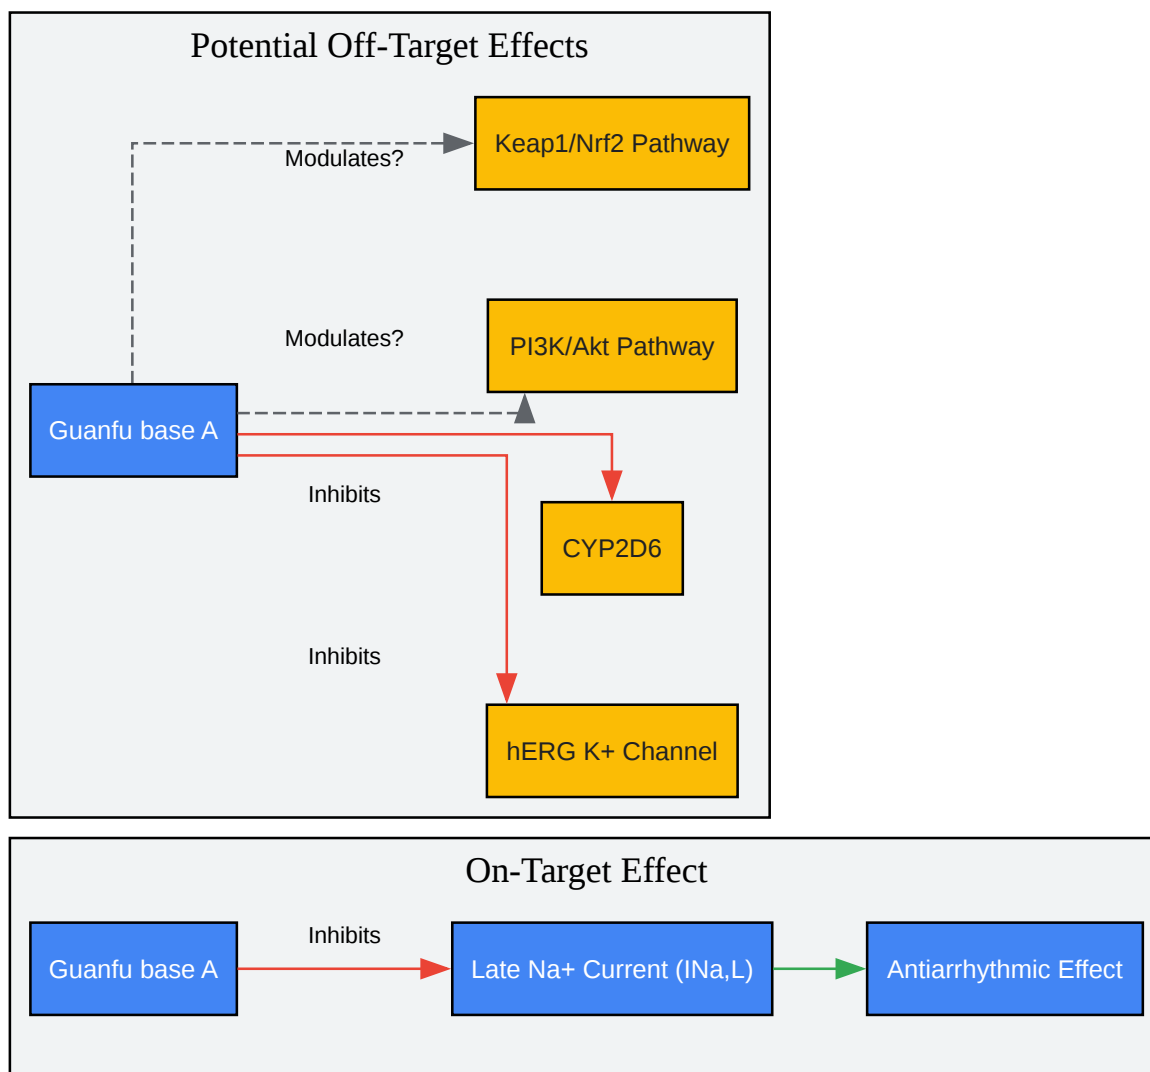 Potential Off-Target Effects
Keap1/Nrf2 Pathway
Modulates?
Modulates?
PI3K/Akt Pathway
Guanfu base A
Inhibits
CYP2D6
Inhibits
hERG K+ Channel
On-Target Effect
Guanfu base A
Inhibits
Late Na+ Current (INa,L)
Antiarrhythmic Effect